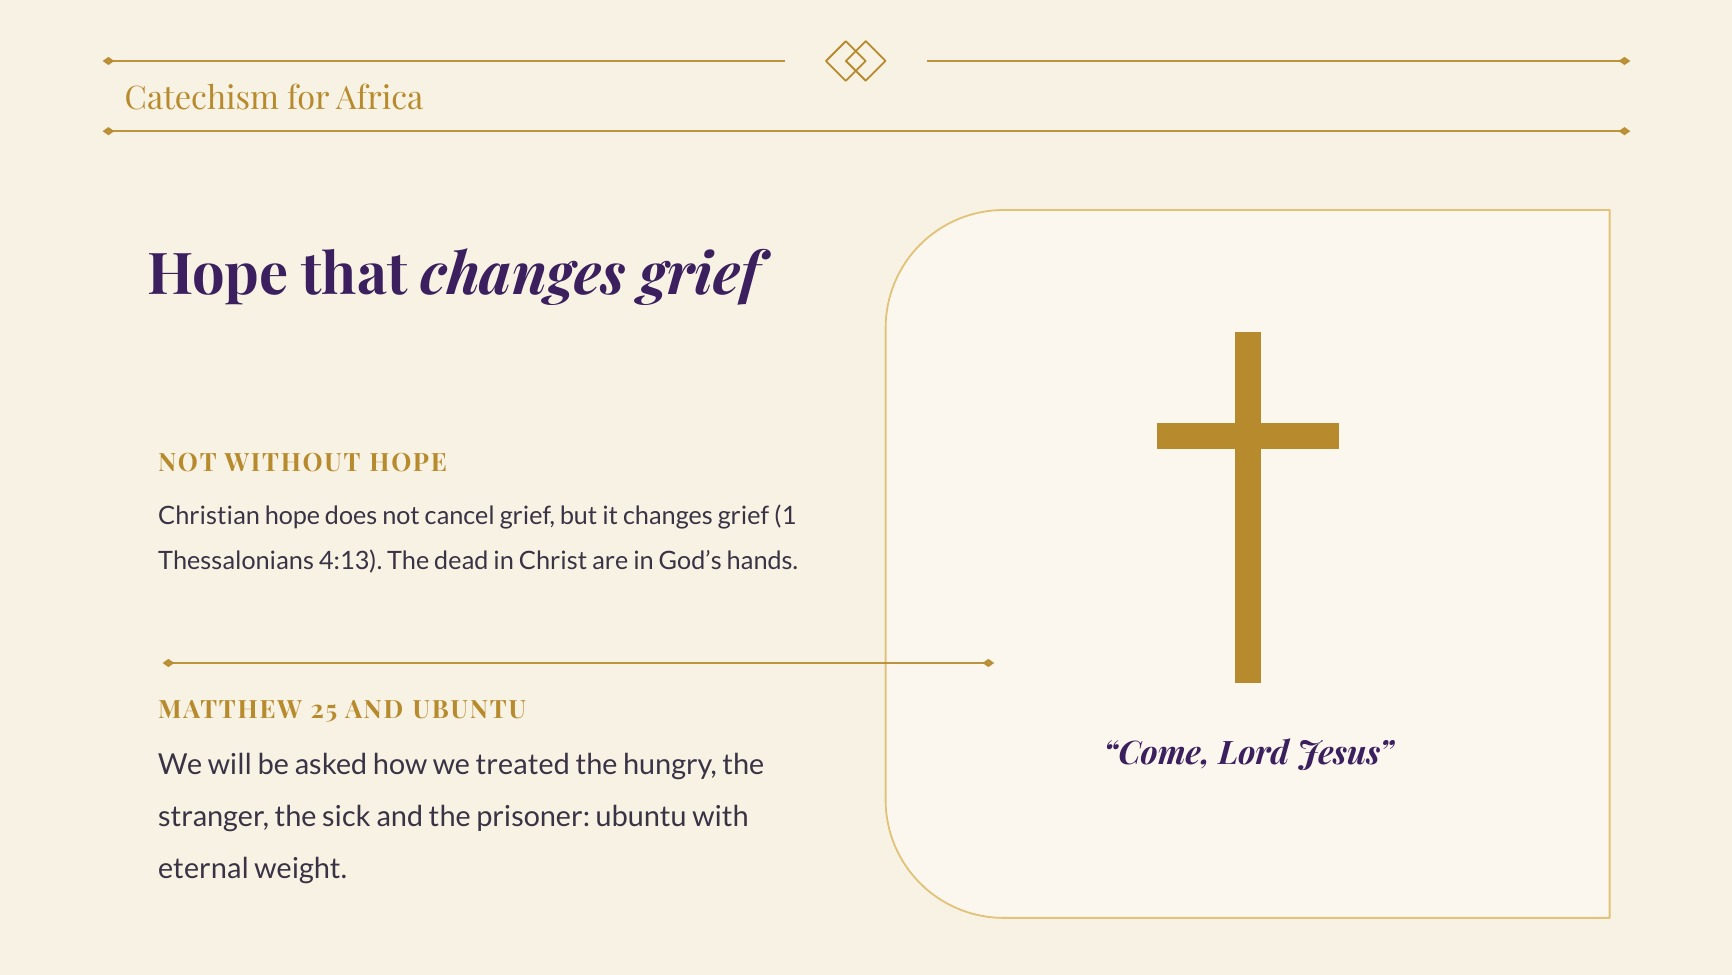 Catechism for Africa
Hope that changes grief
NOT WITHOUT HOPE
Christian hope does not cancel grief, but it changes grief (1
Thessalonians 4:13). The dead in Christ are in God’s hands.
MATTHEW 25 AND UBUNTU
We will be asked how we treated the hungry, the
stranger, the sick and the prisoner: ubuntu with
eternal weight.
“Come, Lord Jesus”